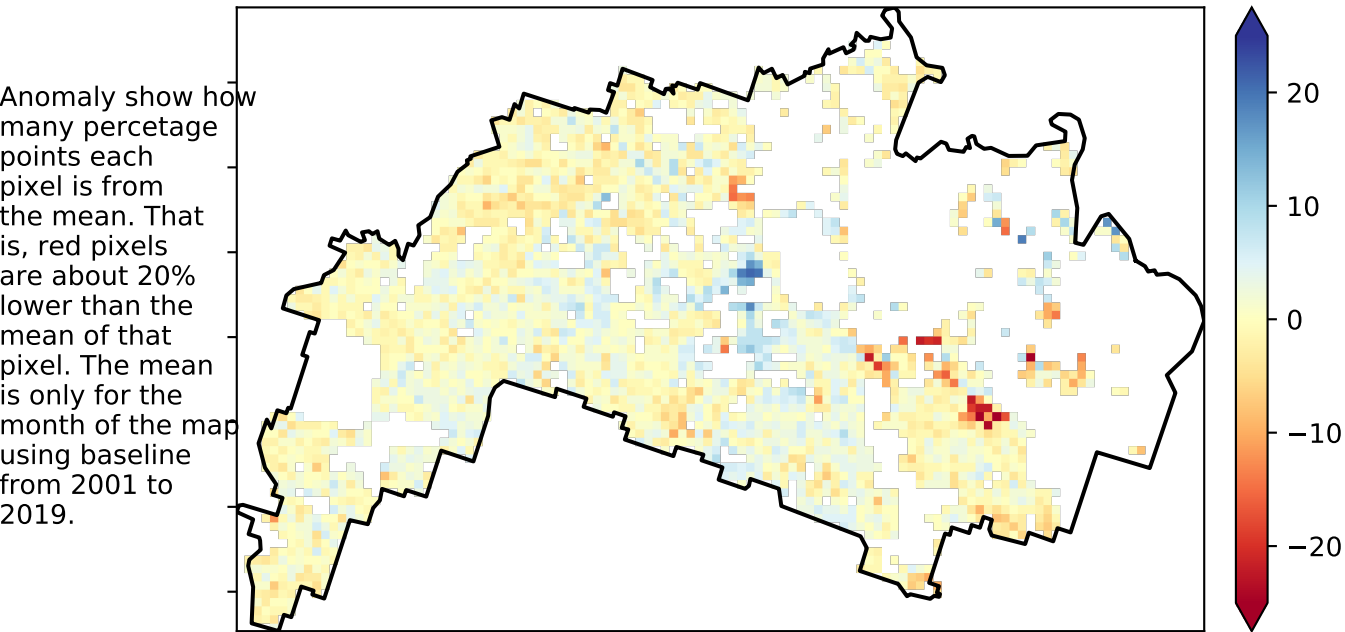 Anomaly show how
many percetage
points each
pixel is from
the mean. That
is, red pixels
are about 20%
lower than the
mean of that
pixel. The mean
is only for the
month of the map
using baseline
from 2001 to
2019.
20
10
0
−10
−20